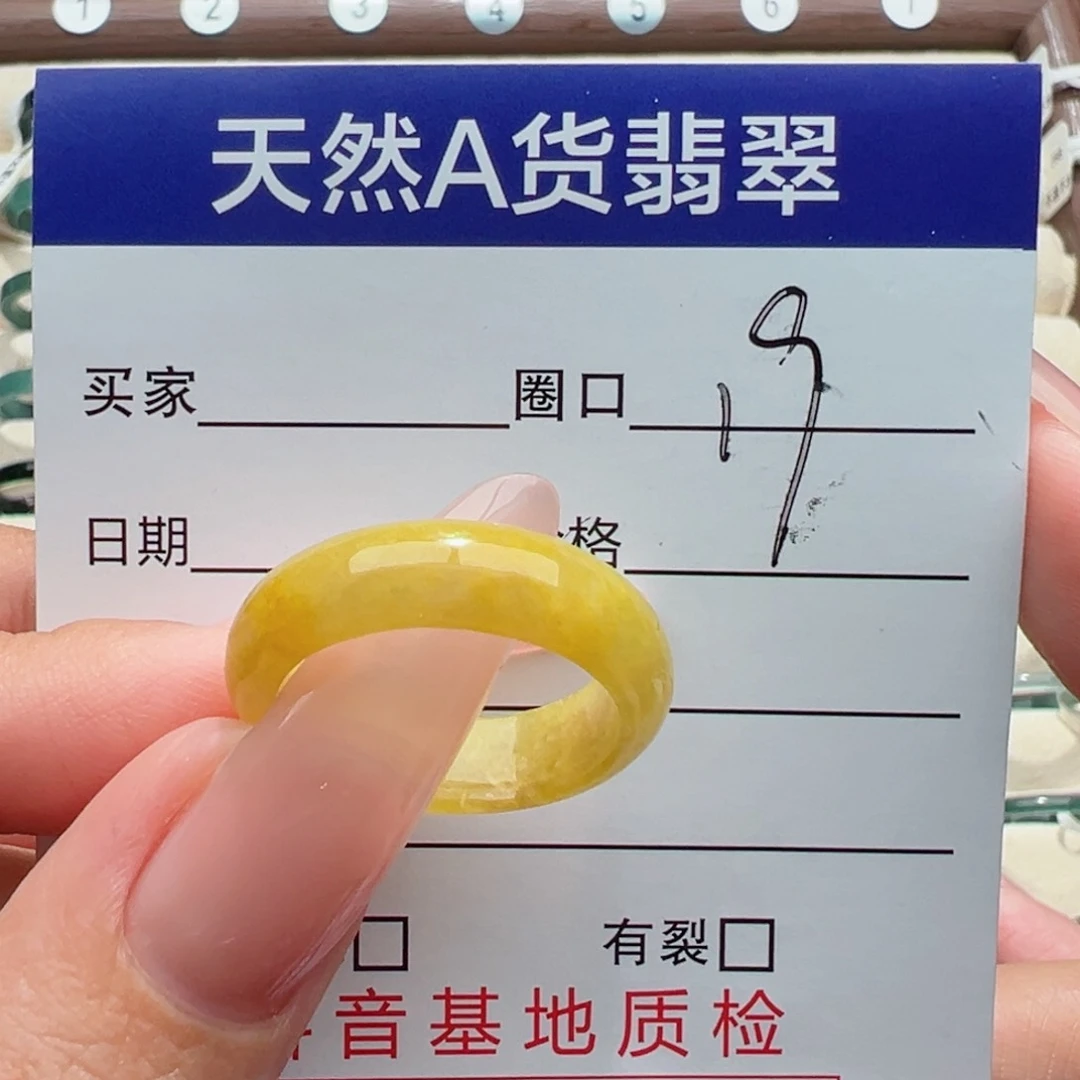 1 2 3 4 5 6 7
天然A货翡翠
买家 圈口 19
日期 格
有裂
音基地质检